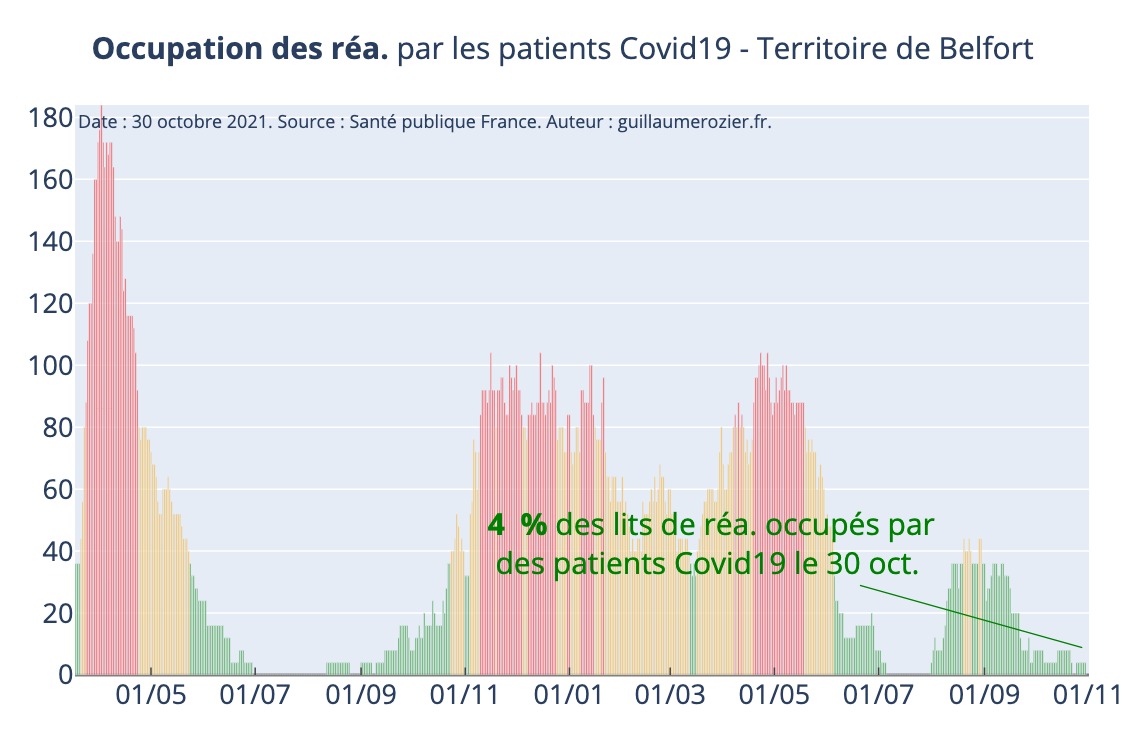 Occupation des réa. par les patients Covid19 - Territoire de Belfort
Date : 30 octobre 2021. Source : Santé publique France. Auteur : guillaumerozier.fr.
180
160
140
120
100
80
60
40
20
0
4 % des lits de réa. occupés par
des patients Covid19 le 30 oct.
01/05 01/07 01/09 01/11 01/01 01/03 01/05 01/07 01/09 01/11